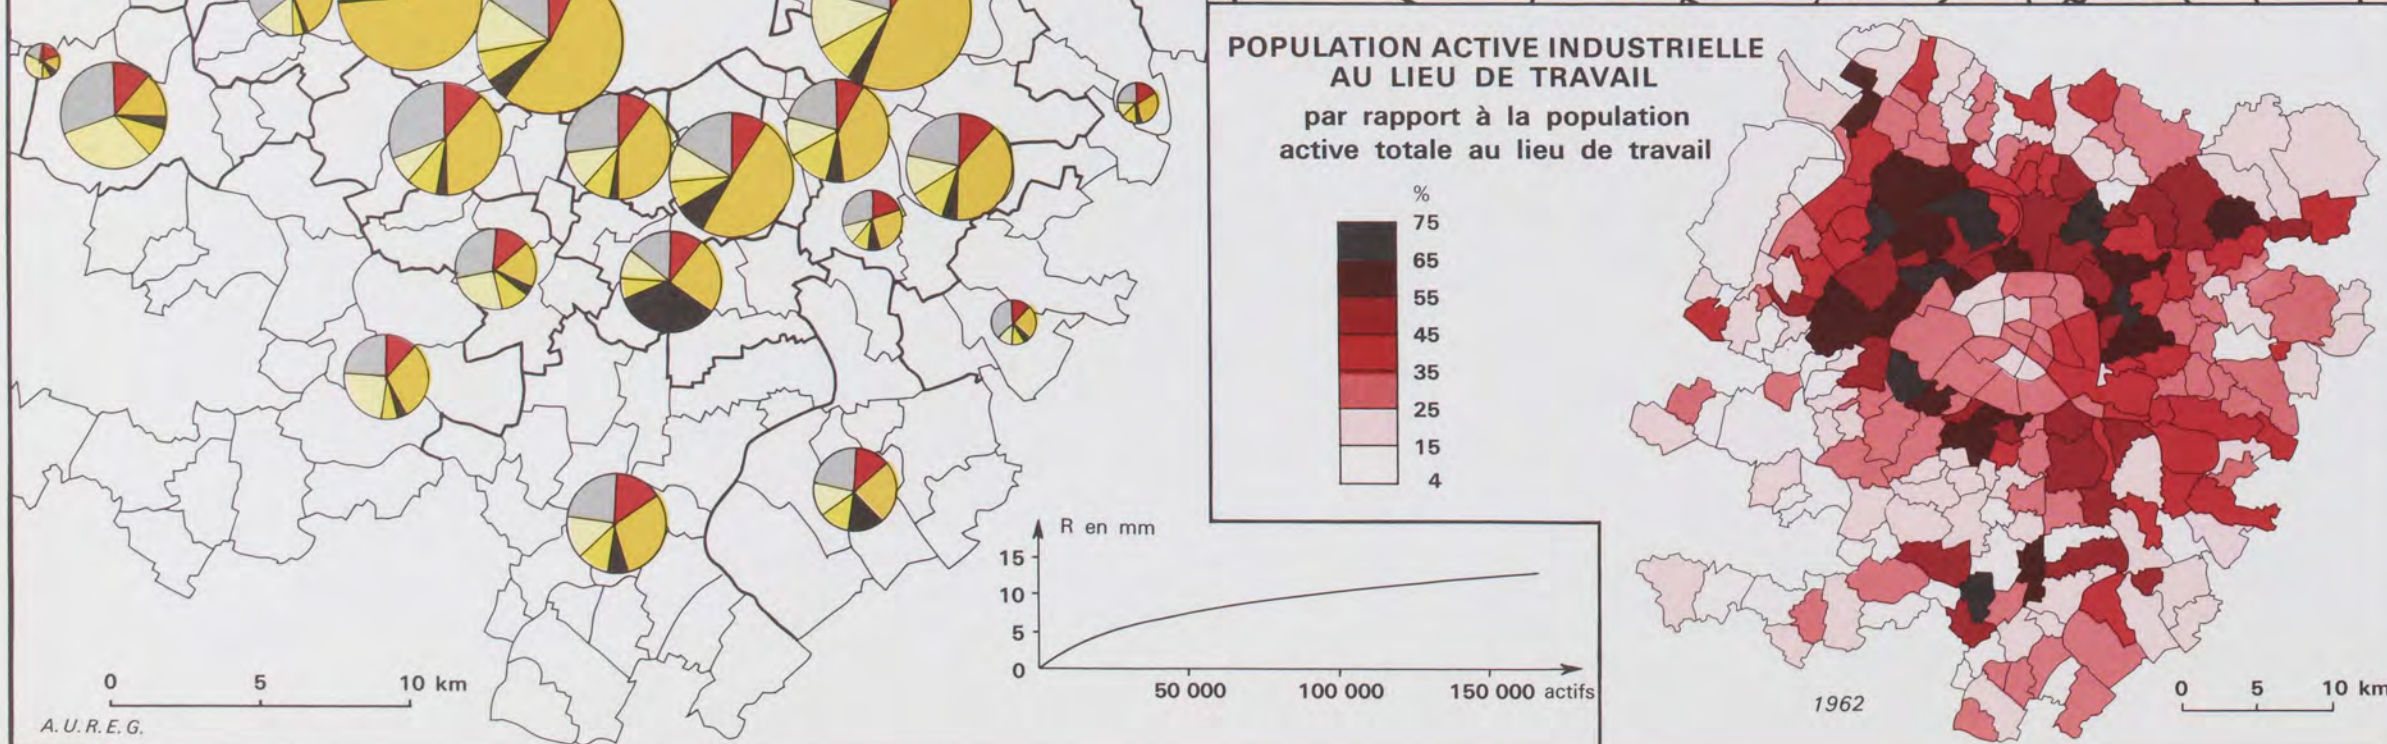 POPULATION ACTIVE INDUSTRIELLE
AU LIEU DE TRAVAIL
par rapport à la population
active totale au lieu de travail
%
75
65
55
45
35
25
15
4
R en mm
15
10
5
0
50 000 100 000 150 000 actifs
0 5 10 km
A.U.R.E.G.
1962
0 5 10 km